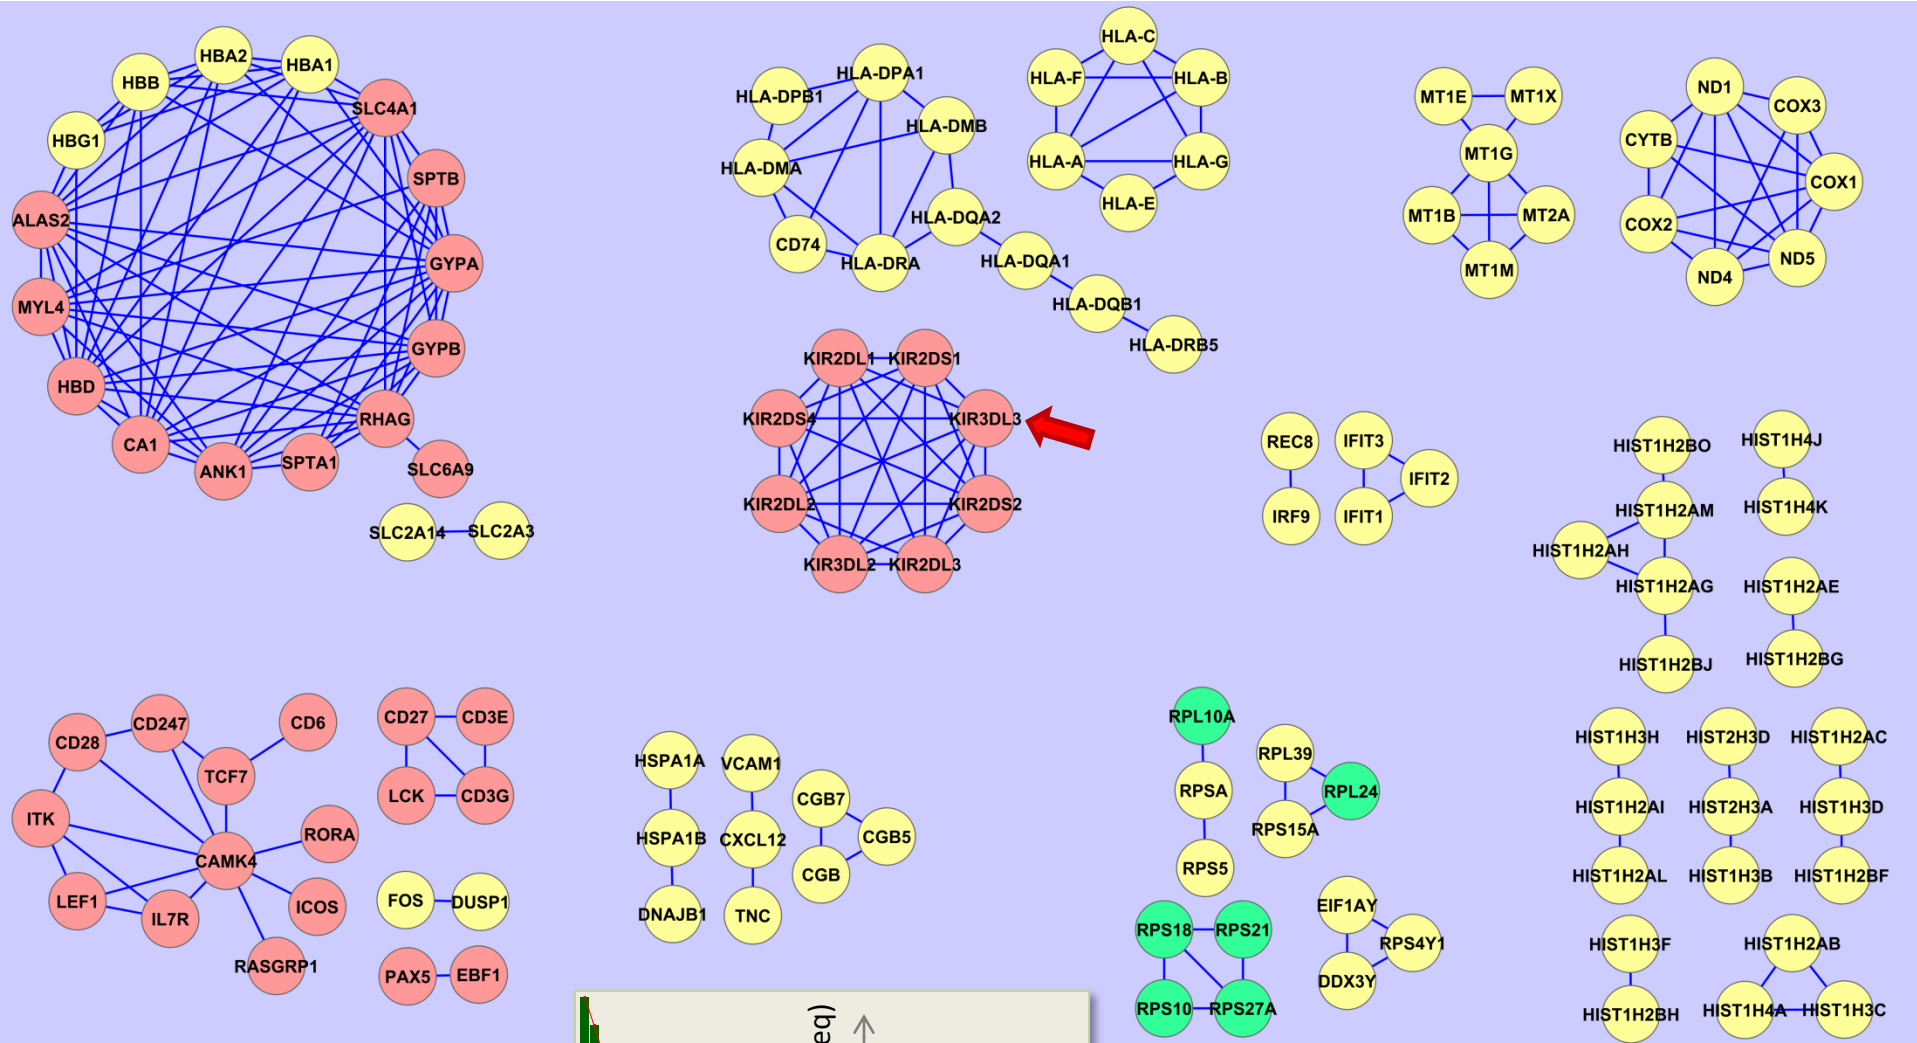 HBB
HBA2
HBA1
SLC4A1
HBG1
SPTB
ALAS2
GYPA
MYL4
GYPB
HBD
RHAG
CA1
ANK1
SPTA1
SLC6A9
SLC2A14
SLC2A3
HLA-DPA1
HLA-DPB1
HLA-DMB
HLA-DMA
HLA-DQA2
CD74
HLA-DRA
HLA-DQA1
HLA-DQB1
HLA-DRB5
HLA-C
HLA-F
HLA-B
HLA-A
HLA-G
HLA-E
MT1E
MT1X
MT1G
MT1B
MT2A
MT1M
ND1
COX3
CYTB
COX1
COX2
ND5
ND4
KIR2DL1
KIR2DS1
KIR2DS4
KIR3DL3
KIR2DL2
KIR2DS2
KIR3DL2
KIR2DL3
REC8
IRF9
IFIT3
IFIT2
IFIT1
HIST1H2BO
HIST1H2AM
HIST1H2AH
HIST1H2AG
HIST1H2BJ
HIST1H4J
HIST1H4K
HIST1H2AE
HIST1H2BG
CD28
CD247
CD6
TCF7
ITK
RORA
CAMK4
LEF1
IL7R
ICOS
RASGRP1
CD27
CD3E
LCK
CD3G
FOS
DUSP1
PAX5
EBF1
HSPA1A
HSPA1B
DNAJB1
VCAM1
CXCL12
TNC
CGB7
CGB5
CGB
RPL10A
RPSA
RPS5
RPL39
RPL24
RPS15A
RPS18
RPS21
RPS10
RPS27A
EIF1AY
RPS4Y1
DDX3Y
HIST1H3H
HIST1H2AI
HIST1H2AL
HIST2H3D
HIST2H3A
HIST1H3B
HIST1H2AC
HIST1H3D
HIST1H2BF
HIST1H3F
HIST1H2BH
HIST1H2AB
HIST1H4A
HIST1H3C
eq)